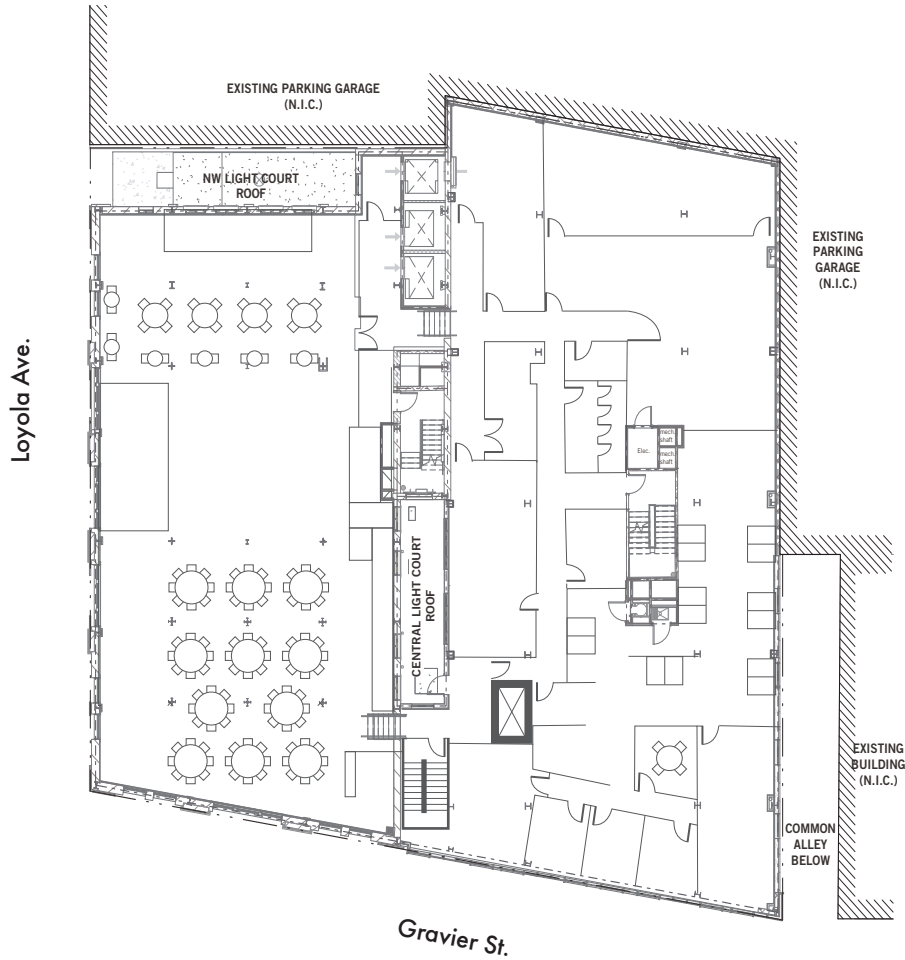 EXISTING PARKING GARAGE
(N.I.C.)
NW LIGHT COURT
ROOF
EXISTING
PARKING
GARAGE
(N.I.C.)
Loyola Ave.
Elec.
mech.
shaft
mech.
shaft
CENTRAL LIGHT COURT
ROOF
EXISTING
BUILDING
(N.I.C.)
COMMON
ALLEY
BELOW
Gravier St.